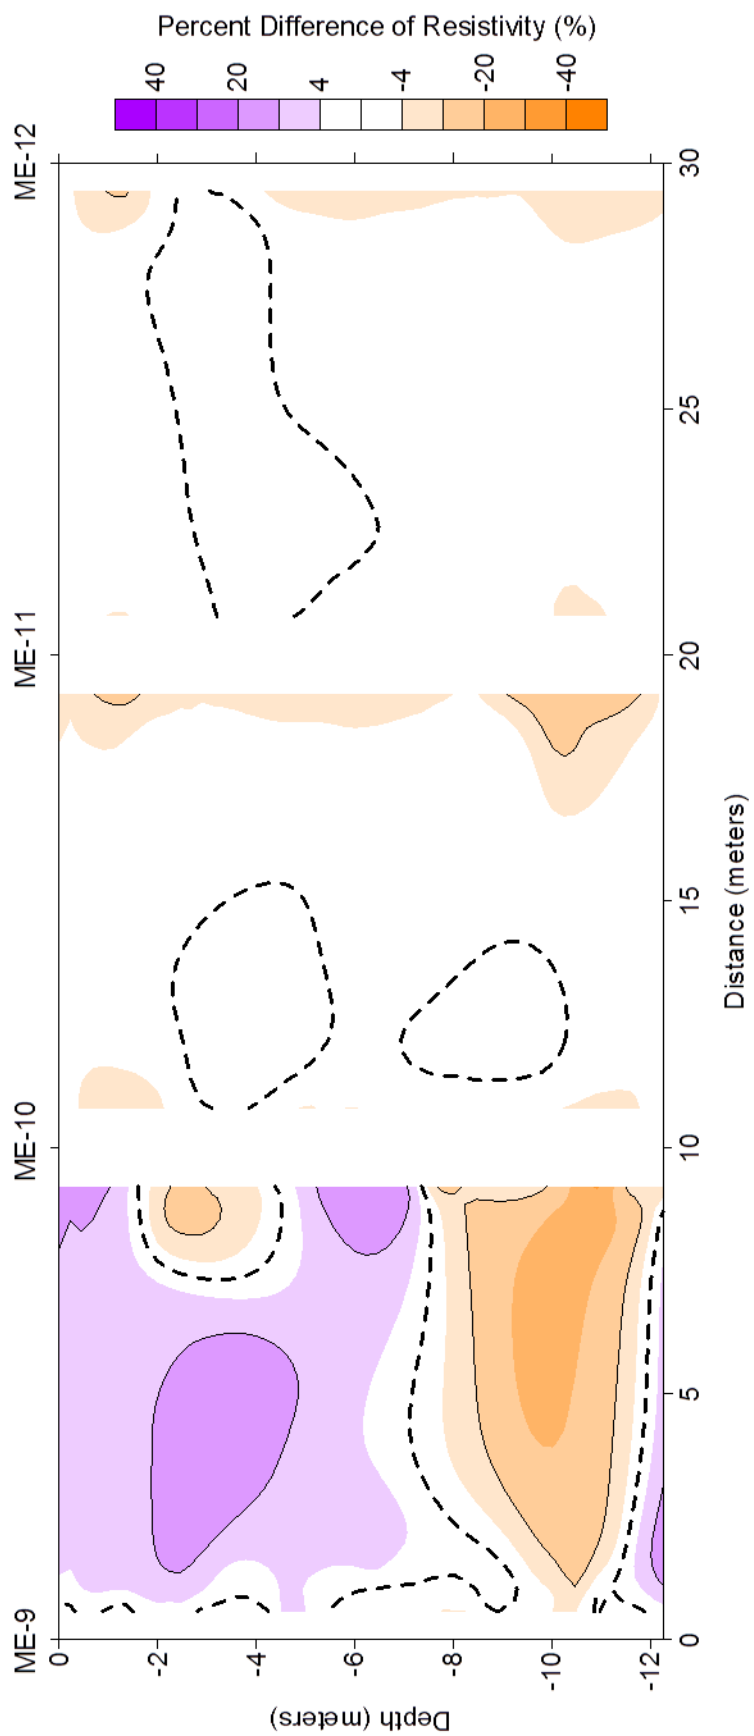 Percent Difference of Resistivity (%)
40 20 4 -4 -20 -40
ME-9 ME-10 ME-11 ME-12
Depth (meters)
0
-2
-4
-6
-8
-10
-12
0 5 10 15 20 25 30
Distance (meters)